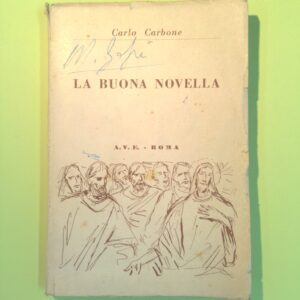 Carlo Carbone
LA BUONA NOVELLA
A.V.E. - ROMA